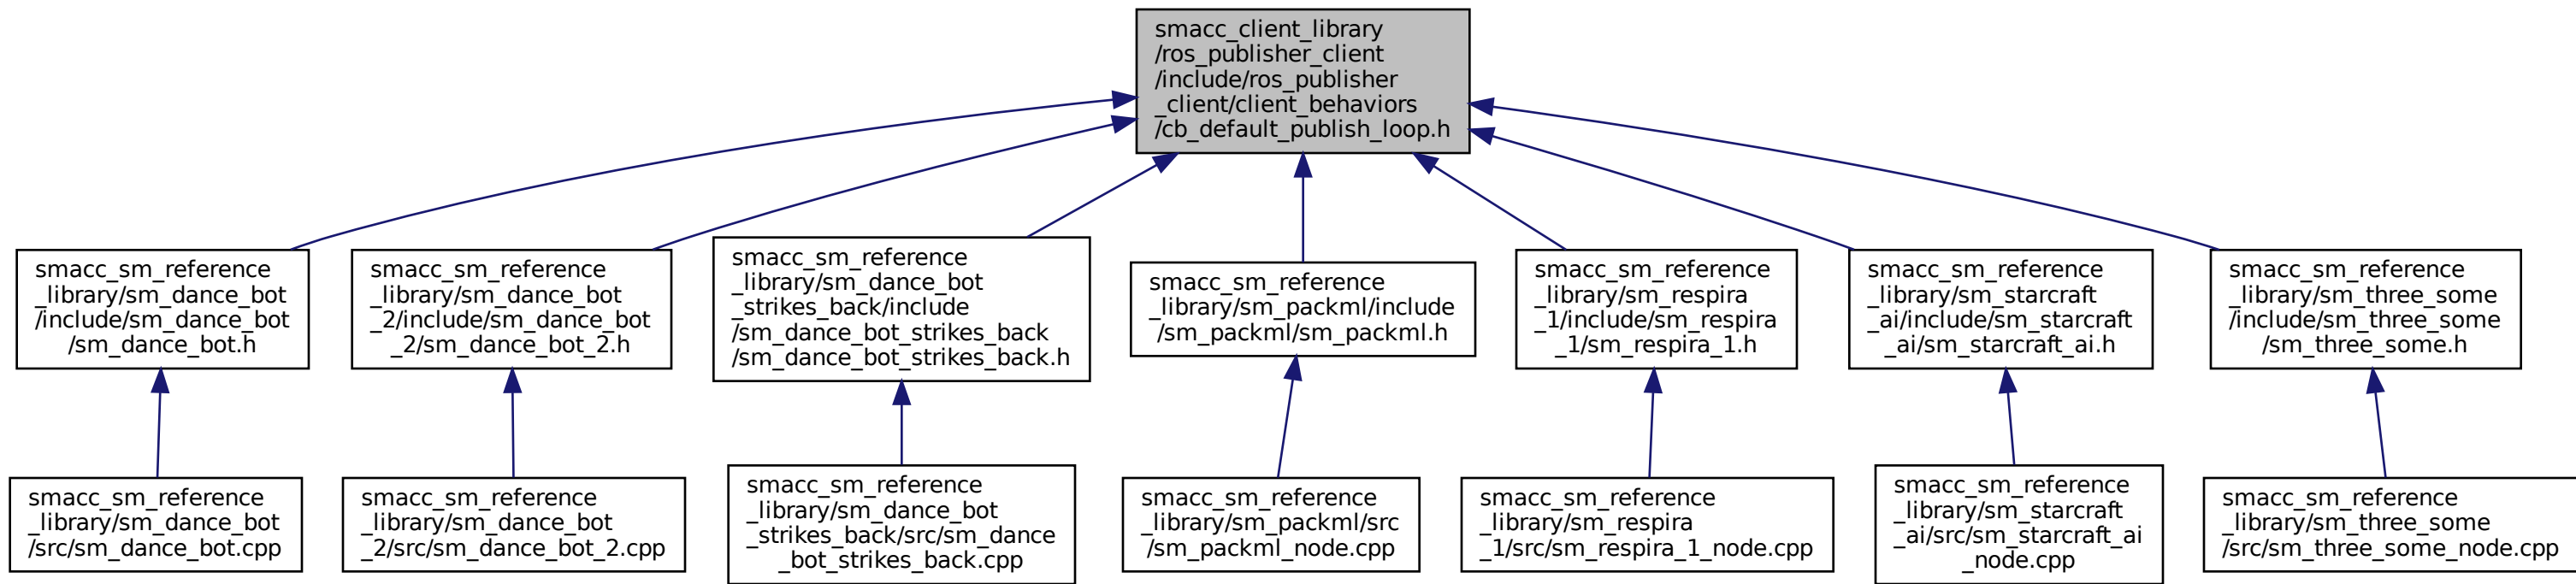 smacc_client_library
/ros_publisher_client
/include/ros_publisher
_client/client_behaviors
/cb_default_publish_loop.h
smacc_sm_reference
_library/sm_dance_bot
/include/sm_dance_bot
/sm_dance_bot.h
smacc_sm_reference
_library/sm_dance_bot
_2/include/sm_dance_bot
_2/sm_dance_bot_2.h
smacc_sm_reference
_library/sm_dance_bot
_strikes_back/include
/sm_dance_bot_strikes_back
/sm_dance_bot_strikes_back.h
smacc_sm_reference
_library/sm_packml/include
/sm_packml/sm_packml.h
smacc_sm_reference
_library/sm_respira
_1/include/sm_respira
_1/sm_respira_1.h
smacc_sm_reference
_library/sm_starcraft
_ai/include/sm_starcraft
_ai/sm_starcraft_ai.h
smacc_sm_reference
_library/sm_three_some
/include/sm_three_some
/sm_three_some.h
smacc_sm_reference
_library/sm_dance_bot
/src/sm_dance_bot.cpp
smacc_sm_reference
_library/sm_dance_bot
_2/src/sm_dance_bot_2.cpp
smacc_sm_reference
_library/sm_dance_bot
_strikes_back/src/sm_dance
_bot_strikes_back.cpp
smacc_sm_reference
_library/sm_packml/src
/sm_packml_node.cpp
smacc_sm_reference
_library/sm_respira
_1/src/sm_respira_1_node.cpp
smacc_sm_reference
_library/sm_starcraft
_ai/src/sm_starcraft_ai
_node.cpp
smacc_sm_reference
_library/sm_three_some
/src/sm_three_some_node.cpp